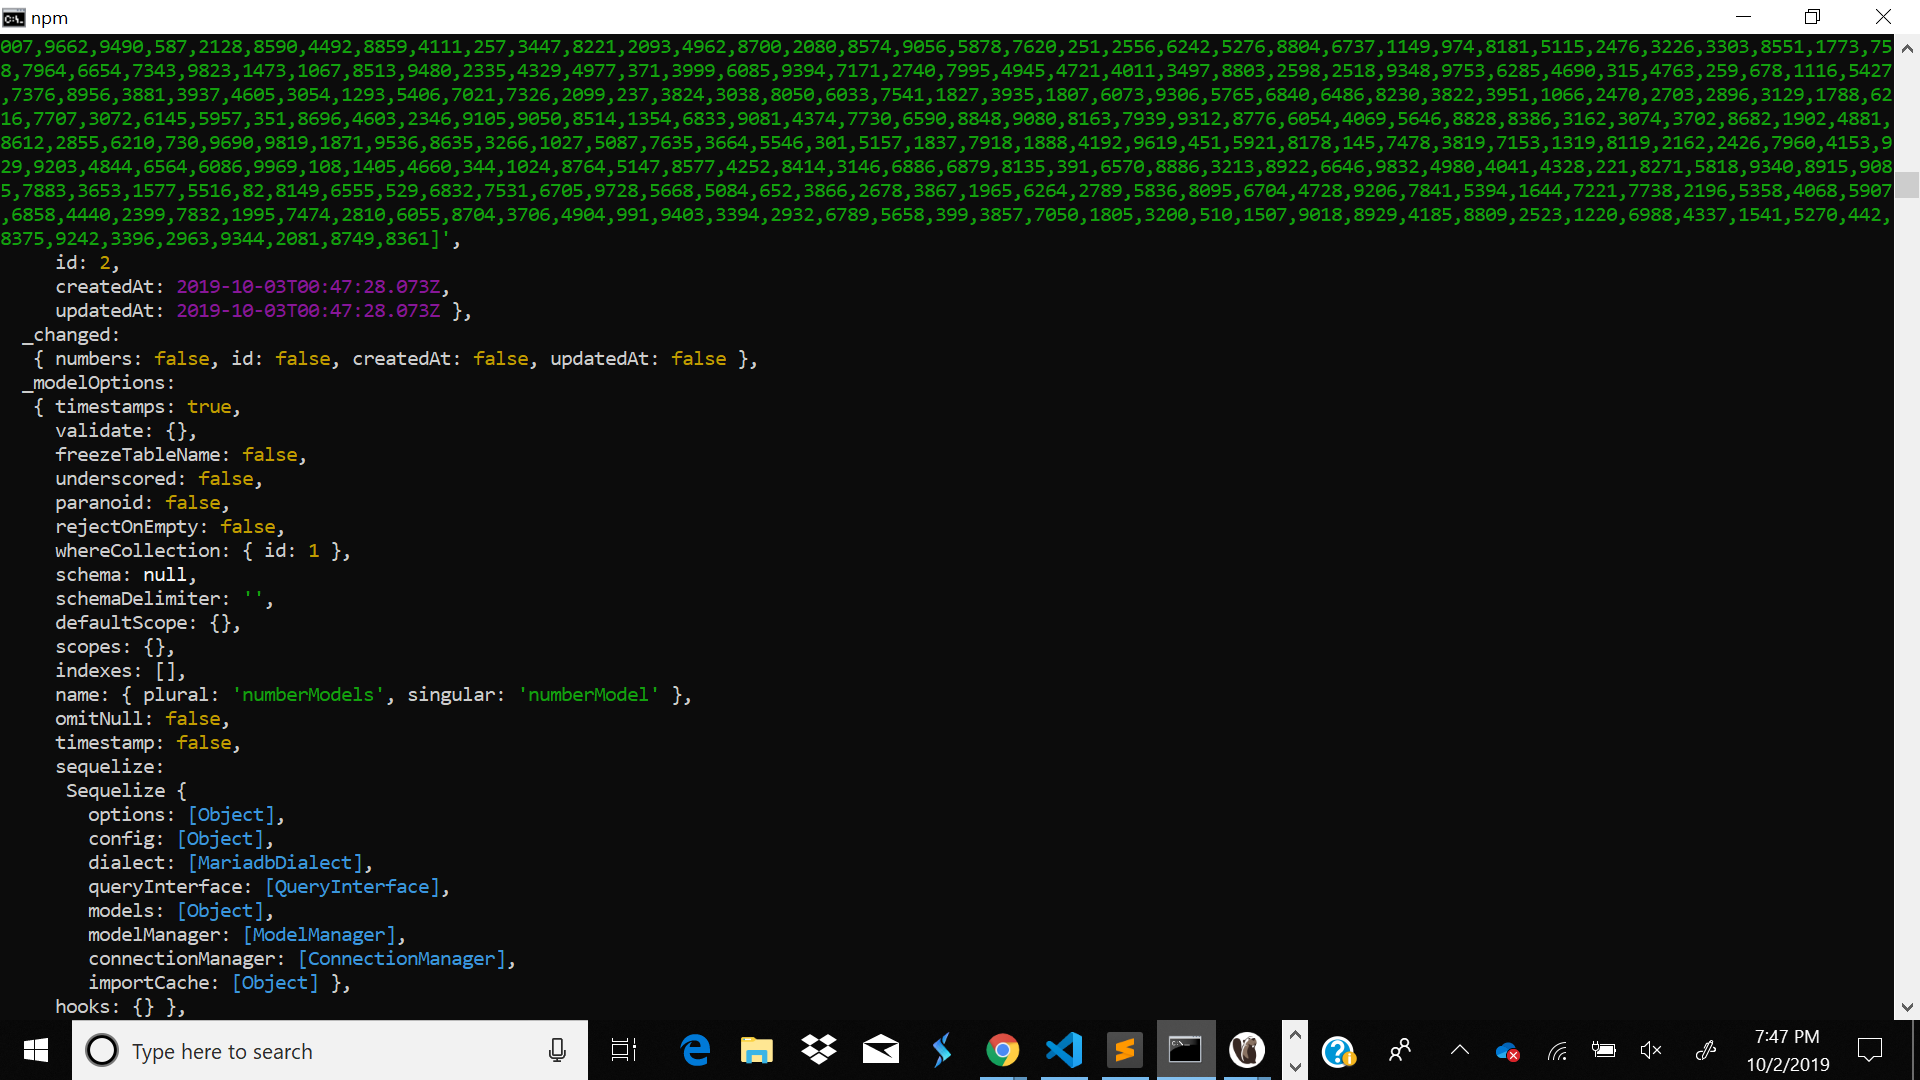 npm
007,9662,9490,587,2128,8590,4492,8859,4111,257,3447,8221,2093,4962,8700,2080,8574,9056,5878,7620,251,2556,6242,5276,8804,6737,1149,974,8181,5115,2476,3226,3303,8551,1773,75
8,7964,6654,7343,9823,1473,1067,8513,9480,2335,4329,4977,371,3999,6085,9394,7171,2740,7995,4945,4721,4011,3497,8803,2598,2518,9348,9753,6285,4690,315,4763,259,678,1116,5427
,7376,8956,3881,3937,4605,3054,1293,5406,7021,7326,2099,237,3824,3038,8050,6033,7541,1827,3935,1807,6073,9306,5765,6840,6486,8230,3822,3951,1066,2470,2703,2896,3129,1788,62
16,7707,3072,6145,5957,351,8696,4603,2346,9105,9050,8514,1354,6833,9081,4374,7730,6590,8848,9080,8163,7939,9312,8776,6054,4069,5646,8828,8386,3162,3074,3702,8682,1902,4881,
8612,2855,6210,730,9690,9819,1871,9536,8635,3266,1027,5087,7635,3664,5546,301,5157,1837,7918,1888,4192,9619,451,5921,8178,145,7478,3819,7153,1319,8119,2162,2426,7960,4153,9
29,9203,4844,6564,6086,9969,108,1405,4660,344,1024,8764,5147,8577,4252,8414,3146,6886,6879,8135,391,6570,8886,3213,8922,6646,9832,4980,4041,4328,221,8271,5818,9340,8915,908
5,7883,3653,1577,5516,82,8149,6555,529,6832,7531,6705,9728,5668,5084,652,3866,2678,3867,1965,6264,2789,5836,8095,6704,4728,9206,7841,5394,1644,7221,7738,2196,5358,4068,5907
,6858,4440,2399,7832,1995,7474,2810,6055,8704,3706,4904,991,9403,3394,2932,6789,5658,399,3857,7050,1805,3200,510,1507,9018,8929,4185,8809,2523,1220,6988,4337,1541,5270,442,
8375,9242,3396,2963,9344,2081,8749,8361]',
id: 2,
createdAt: 2019-10-03T00:47:28.073Z,
updatedAt: 2019-10-03T00:47:28.073Z },
_changed:
{ numbers: false, id: false, createdAt: false, updatedAt: false },
_modelOptions:
{ timestamps: true,
validate: {},
freezeTableName: false,
underscored: false,
paranoid: false,
rejectOnEmpty: false,
whereCollection: { id: 1 },
schema: null,
schemaDelimiter: '',
defaultScope: {},
scopes: {},
indexes: [],
name: { plural: 'numberModels', singular: 'numberModel' },
omitNull: false,
timestamp: false,
sequelize:
Sequelize {
options: [Object],
config: [Object],
dialect: [MariadbDialect],
queryInterface: [QueryInterface],
models: [Object],
modelManager: [ModelManager],
connectionManager: [ConnectionManager],
importCache: [Object] },
hooks: {} },
Type here to search
7:47 PM
10/2/2019